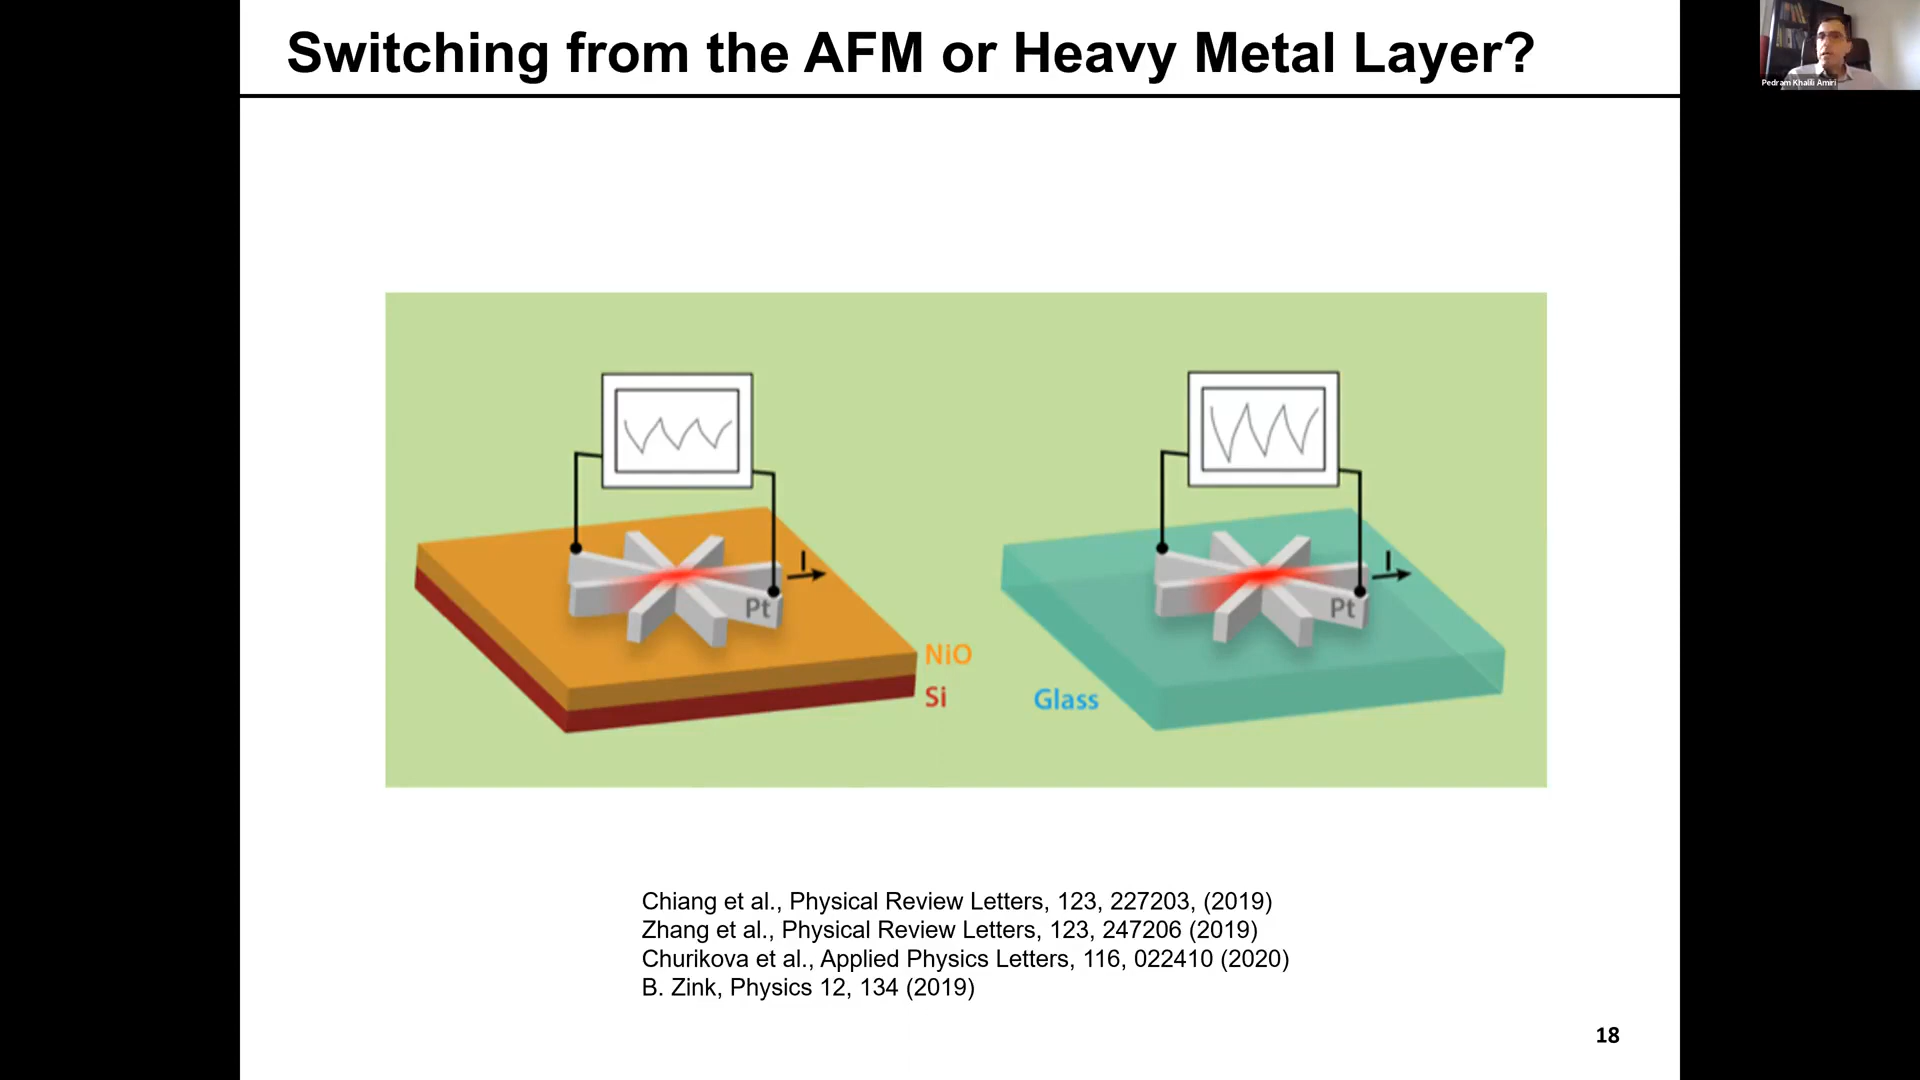 Switching from the AFM or Heavy Metal Layer?
Pedram Khalili Amiri
I
I
Pt
Pt
NiO
Si
Glass
Chiang et al., Physical Review Letters, 123, 227203, (2019)
Zhang et al., Physical Review Letters, 123, 247206 (2019)
Churikova et al., Applied Physics Letters, 116, 022410 (2020)
B. Zink, Physics 12, 134 (2019)
18